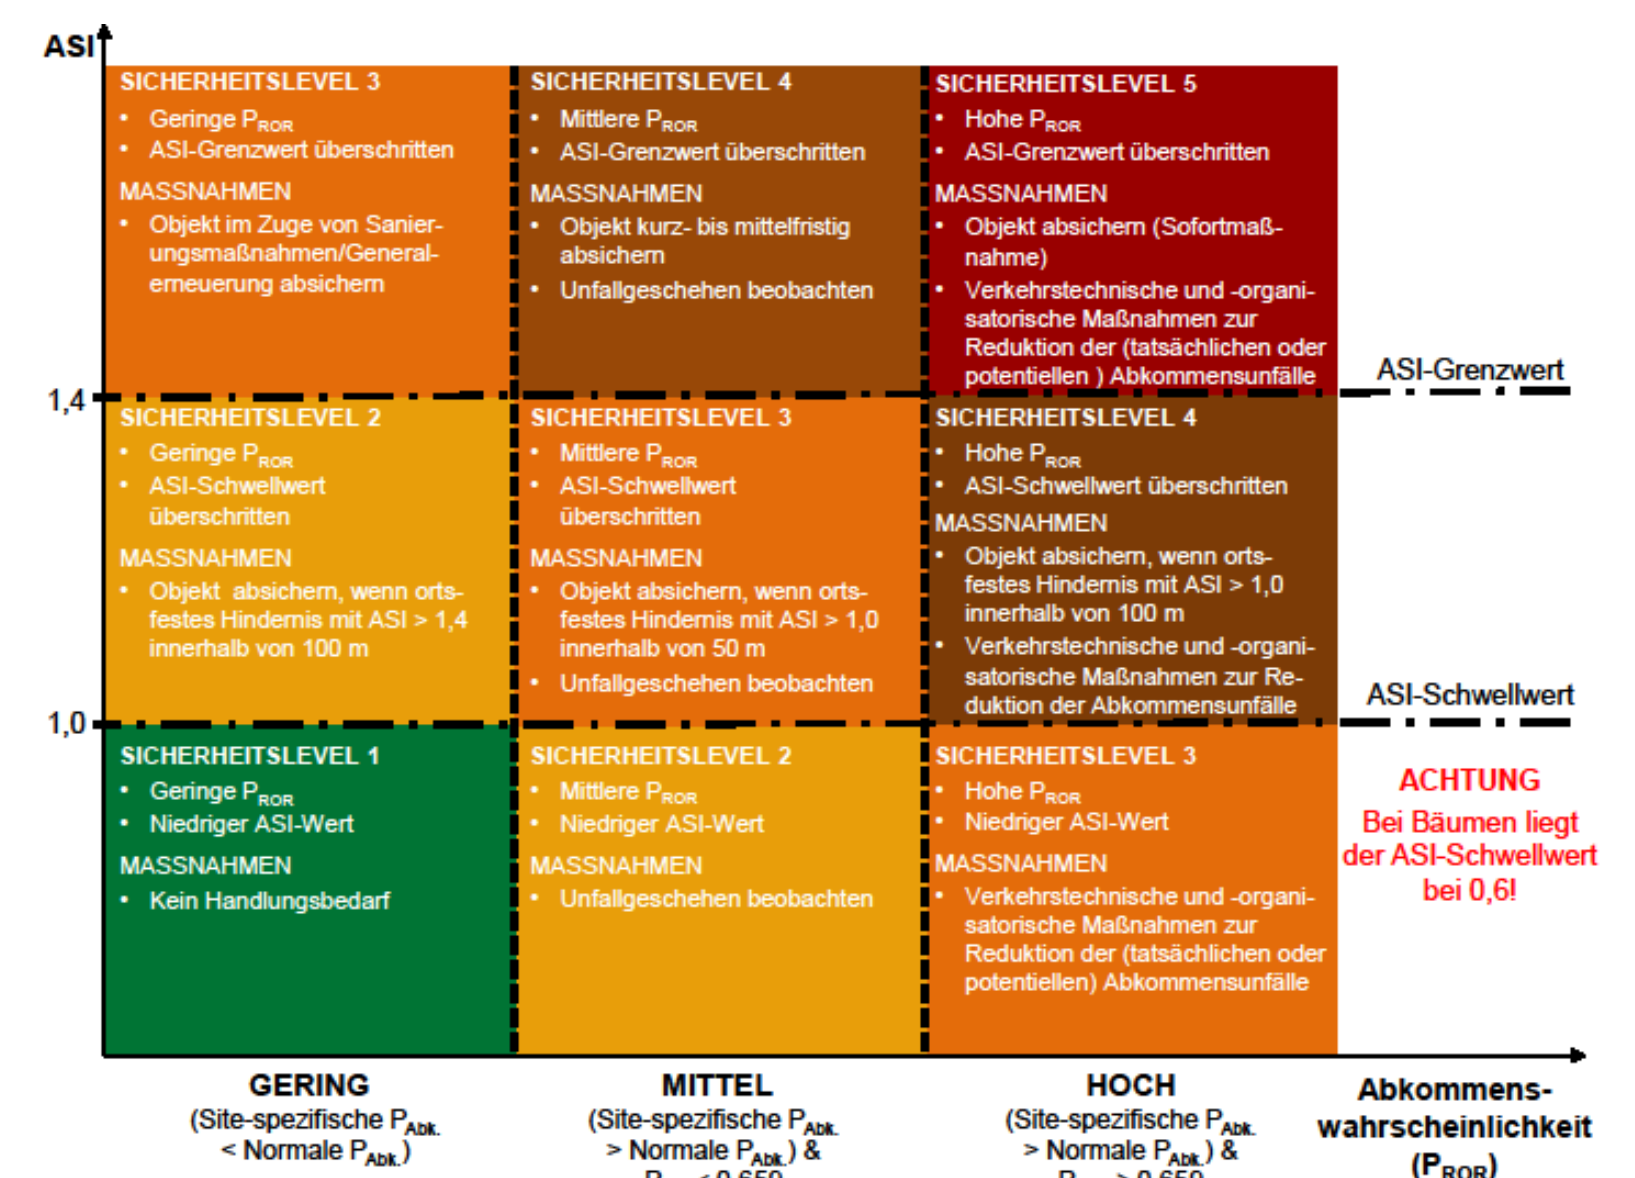 ASI
SICHERHEITSLEVEL 3
• Geringe PROR
• ASI-Grenzwert überschritten
MASSNAHMEN
• Objekt im Zuge von Sanier-
ungsmaßnahmen/General-
erneuerung absichern
SICHERHEITSLEVEL 4
• Mittlere PROR
• ASI-Grenzwert überschritten
MASSNAHMEN
• Objekt kurz- bis mittelfristig
absichern
• Unfallgeschehen beobachten
SICHERHEITSLEVEL 5
• Hohe PROR
• ASI-Grenzwert überschritten
MASSNAHMEN
• Objekt absichern (Sofortmaß-
nahme)
• Verkehrstechnische und -organi-
satorische Maßnahmen zur
Reduktion der (tatsächlichen oder
potentiellen ) Abkommensunfälle
ASI-Grenzwert
1,4
SICHERHEITSLEVEL 2
• Geringe PROR
• ASI-Schwellwert
überschritten
MASSNAHMEN
• Objekt absichern, wenn orts-
festes Hindernis mit ASI > 1,4
innerhalb von 100 m
SICHERHEITSLEVEL 3
• Mittlere PROR
• ASI-Schwellwert
überschritten
MASSNAHMEN
• Objekt absichern, wenn orts-
festes Hindernis mit ASI > 1,0
innerhalb von 50 m
• Unfallgeschehen beobachten
SICHERHEITSLEVEL 4
• Hohe PROR
• ASI-Schwellwert überschritten
MASSNAHMEN
• Objekt absichern, wenn orts-
festes Hindernis mit ASI > 1,0
innerhalb von 100 m
• Verkehrstechnische und -organi-
satorische Maßnahmen zur Re-
duktion der Abkommensunfälle
ASI-Schwellwert
1,0
SICHERHEITSLEVEL 1
• Geringe PROR
• Niedriger ASI-Wert
MASSNAHMEN
• Kein Handlungsbedarf
SICHERHEITSLEVEL 2
• Mittlere PROR
• Niedriger ASI-Wert
MASSNAHMEN
• Unfallgeschehen beobachten
SICHERHEITSLEVEL 3
• Hohe PROR
• Niedriger ASI-Wert
MASSNAHMEN
• Verkehrstechnische und -organi-
satorische Maßnahmen zur
Reduktion der (tatsächlichen oder
potentiellen) Abkommensunfälle
ACHTUNG
Bei Bäumen liegt
der ASI-Schwellwert
bei 0,6!
GERING
(Site-spezifische PAbk.
< Normale PAbk.)
MITTEL
(Site-spezifische PAbk.
> Normale PAbk.) &
HOCH
(Site-spezifische PAbk.
> Normale PAbk.) &
Abkommens-
wahrscheinlichkeit
(PROR)